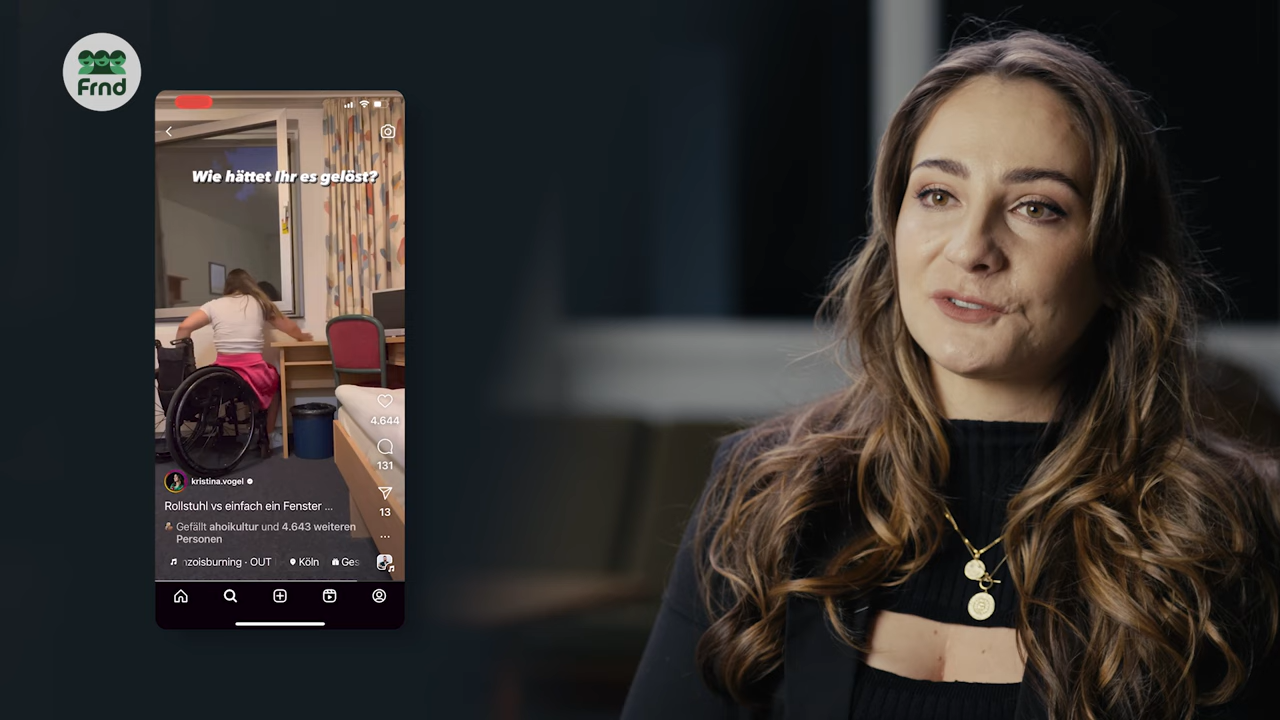 Frnd
Wie hättet Ihr es gelöst?
4.644
131
13
kristina.vogel
Rollstuhl vs einfach ein Fenster ...
Gefällt ahoikultur und 4.643 weiteren
Personen
nzoisburning · OUT
Köln
Ges